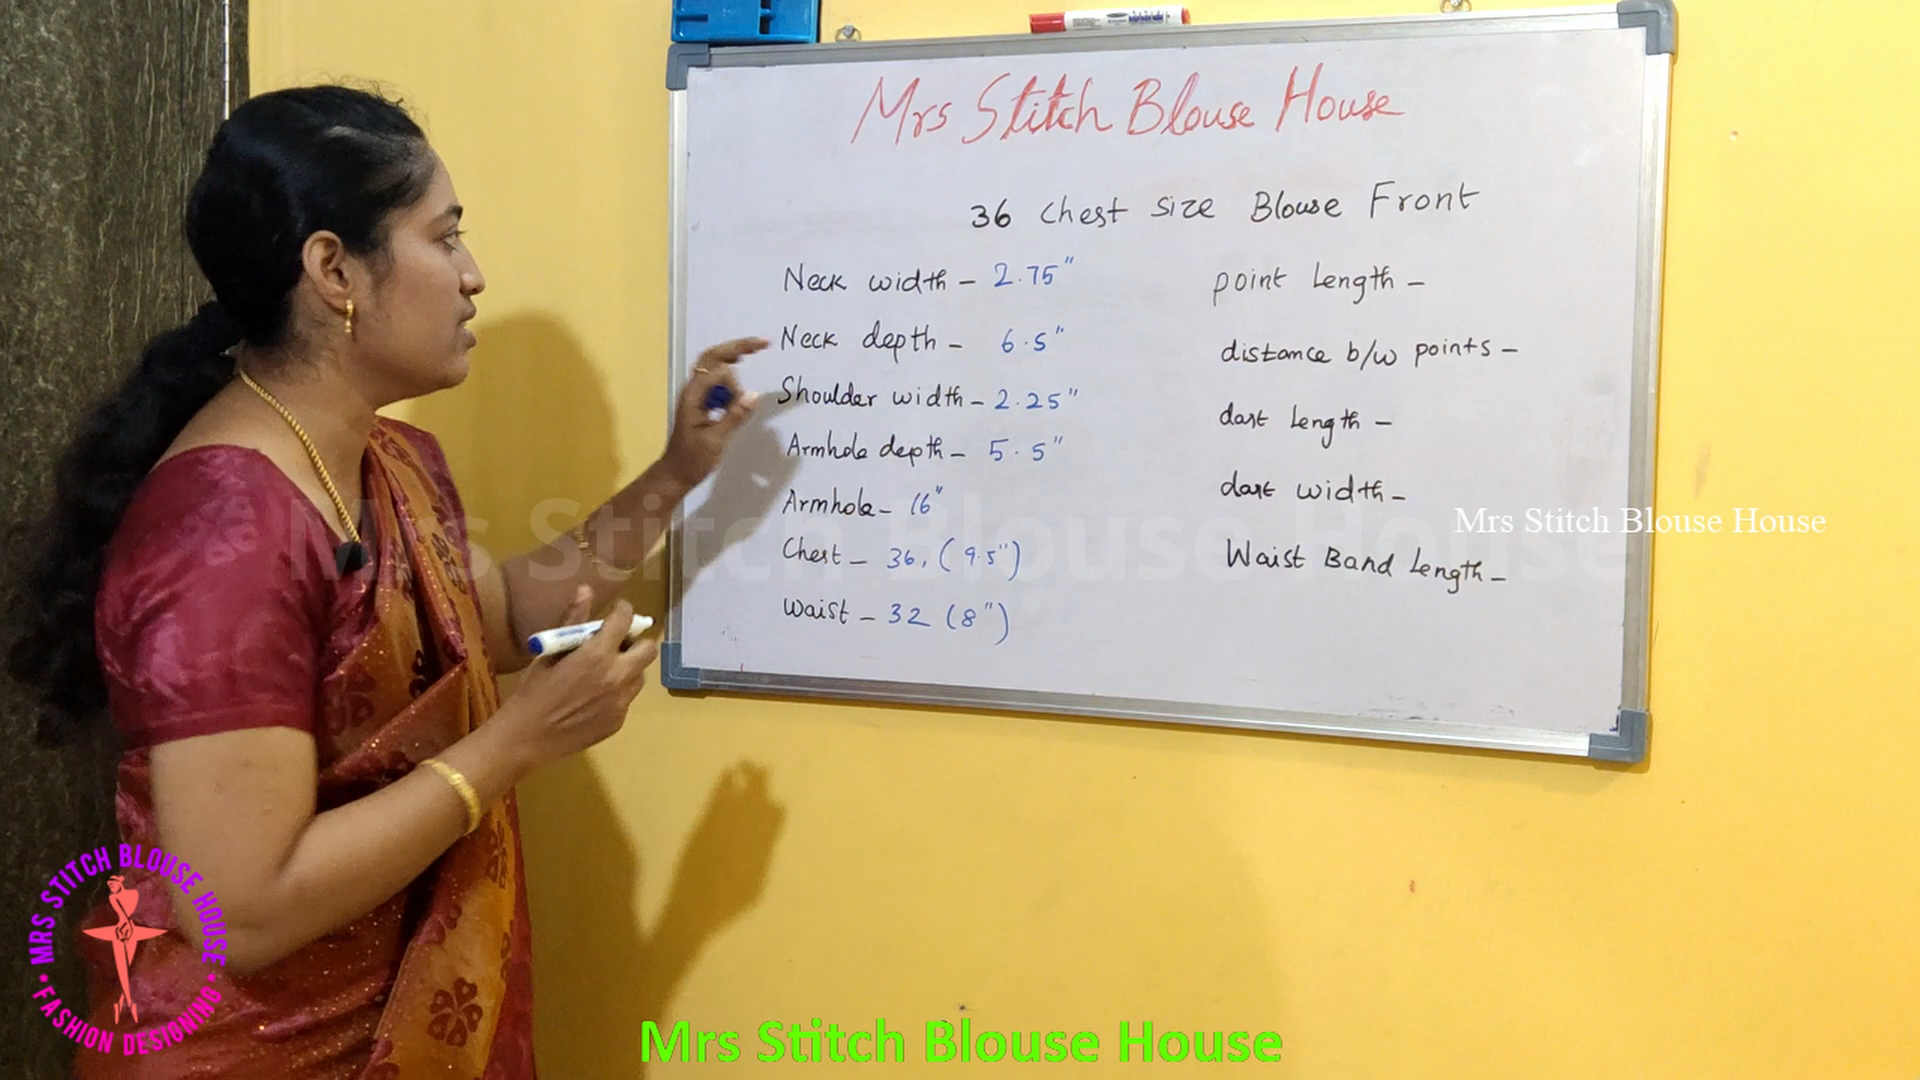 Mrs Stitch Blouse House
36 Chest size Blouse Front
Neck width - 2.75"
Neck depth - 6.5"
Shoulder width - 2.25"
Armhole depth - 5.5"
Armhole - 16"
Chest - 36, (9.5")
Waist - 32 (8")
point Length -
distance b/w points -
dart Length -
dart width -
Waist Band Length -
Mrs Stitch Blouse House
Mrs Stitch Blouse House
MRS STITCH BLOUSE HOUSE
FASHION DESIGNING
Mrs Stitch Blouse House